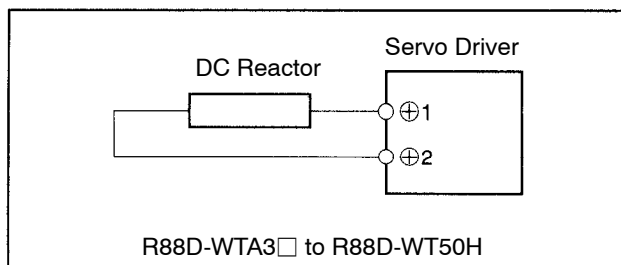 Servo Driver
DC Reactor
⊕1
⊕2
R88D-WTA3□ to R88D-WT50H